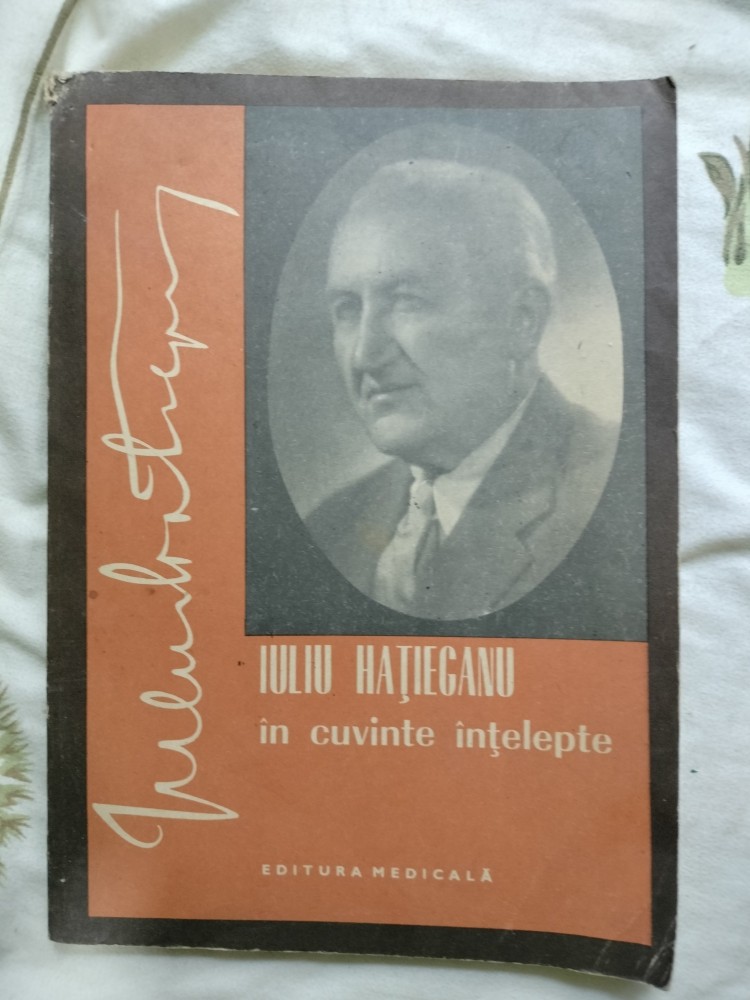 IULIU HAŢIEGANU
în cuvinte înţelepte
EDITURA MEDICALĂ